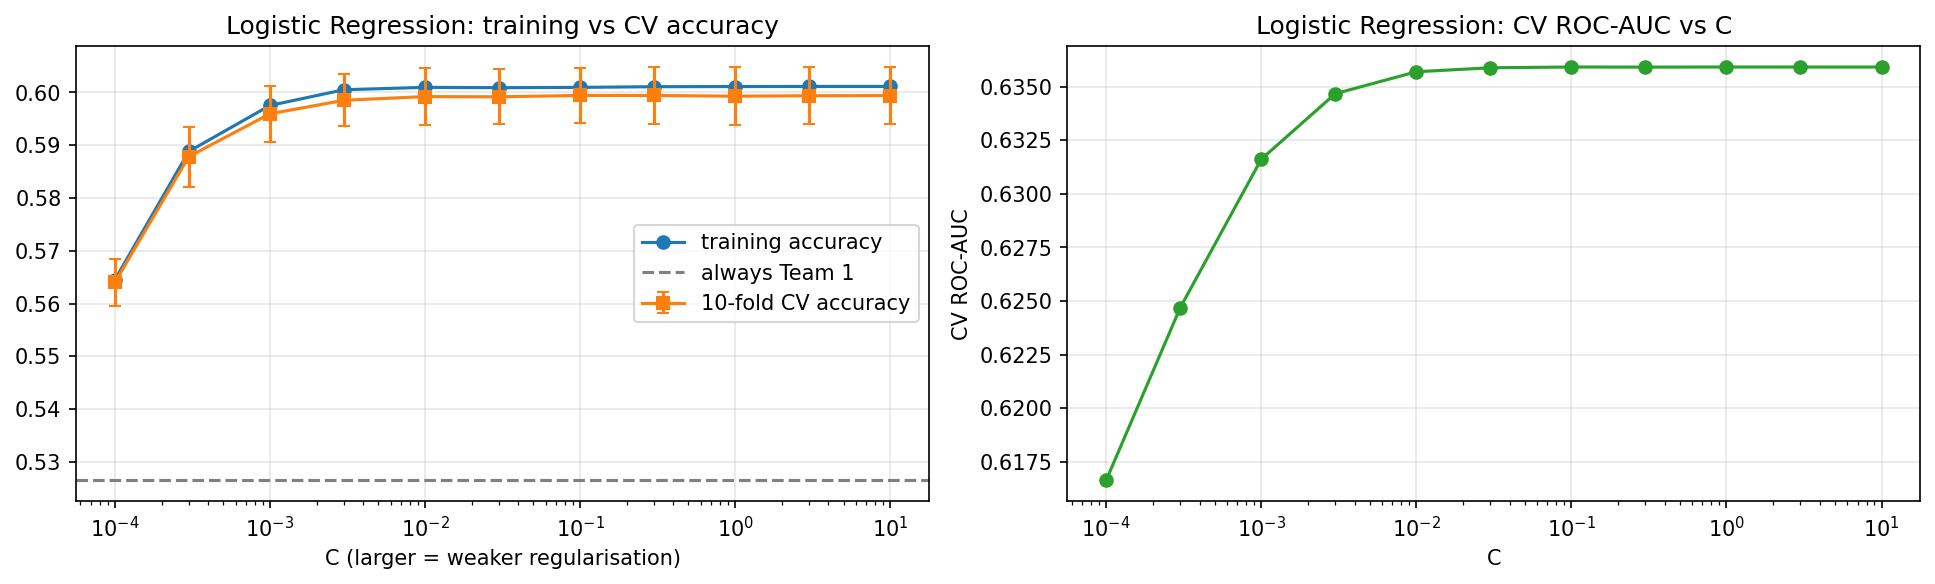 Logistic Regression: training vs CV accuracy
0.60
0.59
0.58
0.57
0.56
0.55
0.54
0.53
training accuracy
always Team 1
10-fold CV accuracy
10⁻⁴ 10⁻³ 10⁻² 10⁻¹ 10⁰ 10¹
C (larger = weaker regularisation)
Logistic Regression: CV ROC-AUC vs C
CV ROC-AUC
0.6350
0.6325
0.6300
0.6275
0.6250
0.6225
0.6200
0.6175
10⁻⁴ 10⁻³ 10⁻² 10⁻¹ 10⁰ 10¹
C